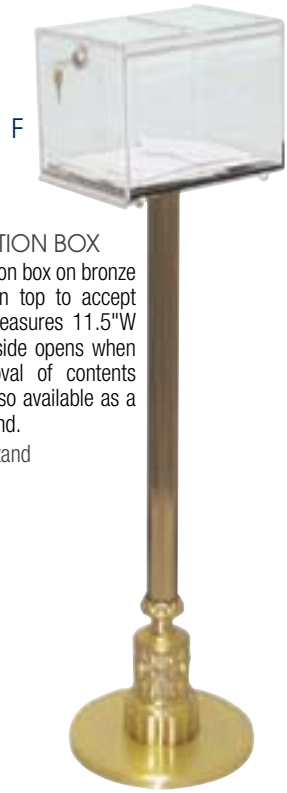 F
TION BOX
on box on bronze
n top to accept
easures 11.5"W
side opens when
val of contents
so available as a
nd.
tand